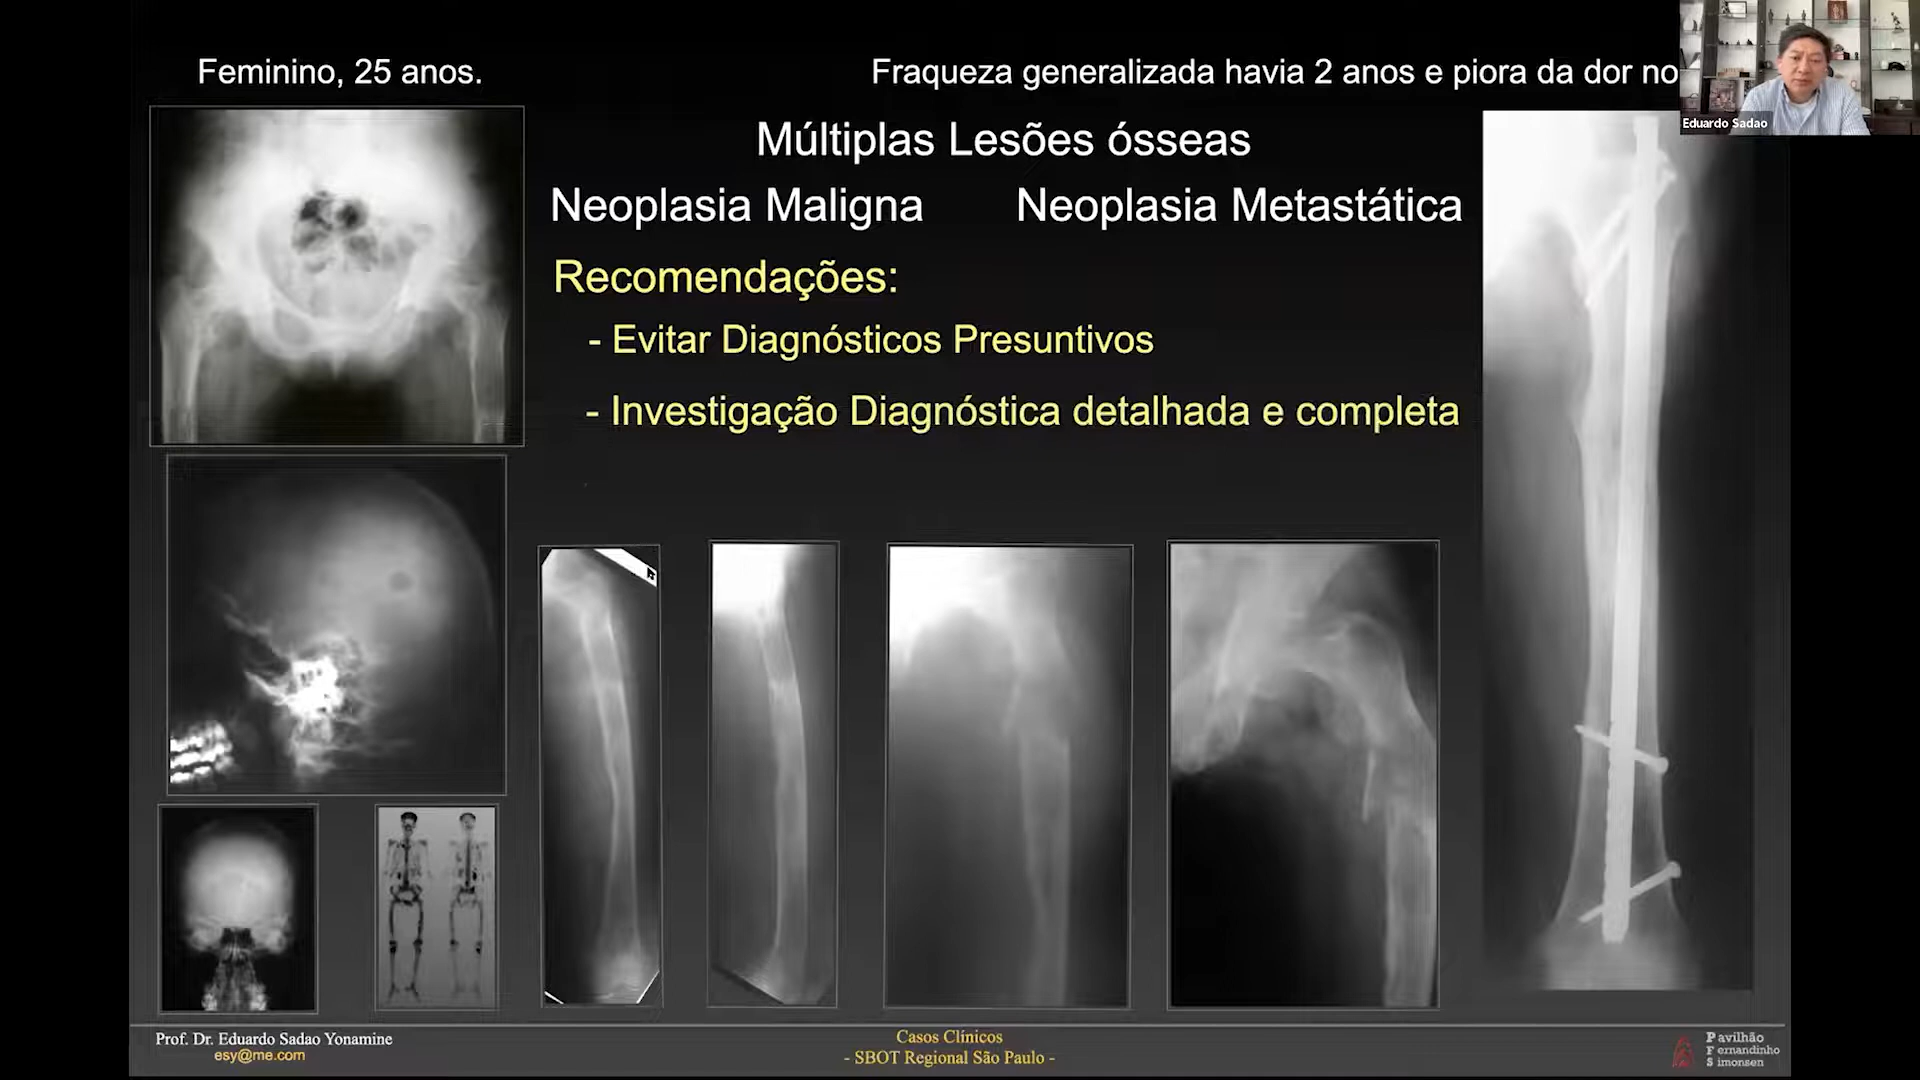 Feminino, 25 anos.
Fraqueza generalizada havia 2 anos e piora da dor no
Eduardo Sadao
Múltiplas Lesões ósseas
Neoplasia Maligna
Neoplasia Metastática
Recomendações:
- Evitar Diagnósticos Presuntivos
- Investigação Diagnóstica detalhada e completa
Prof. Dr. Eduardo Sadao Yonamine
esy@me.com
Casos Clínicos
- SBOT Regional São Paulo -
Pavilhão
Fernandinho
Simonsen